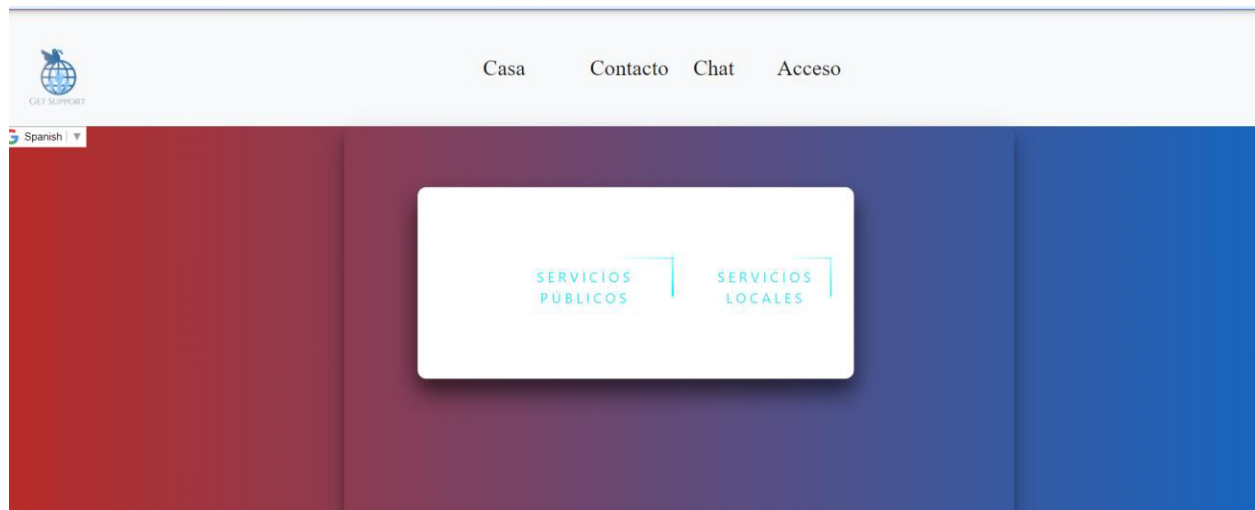 GET SUPPORT
Casa Contacto Chat Acceso
Spanish
SERVICIOS
PÚBLICOS
SERVICIOS
LOCALES